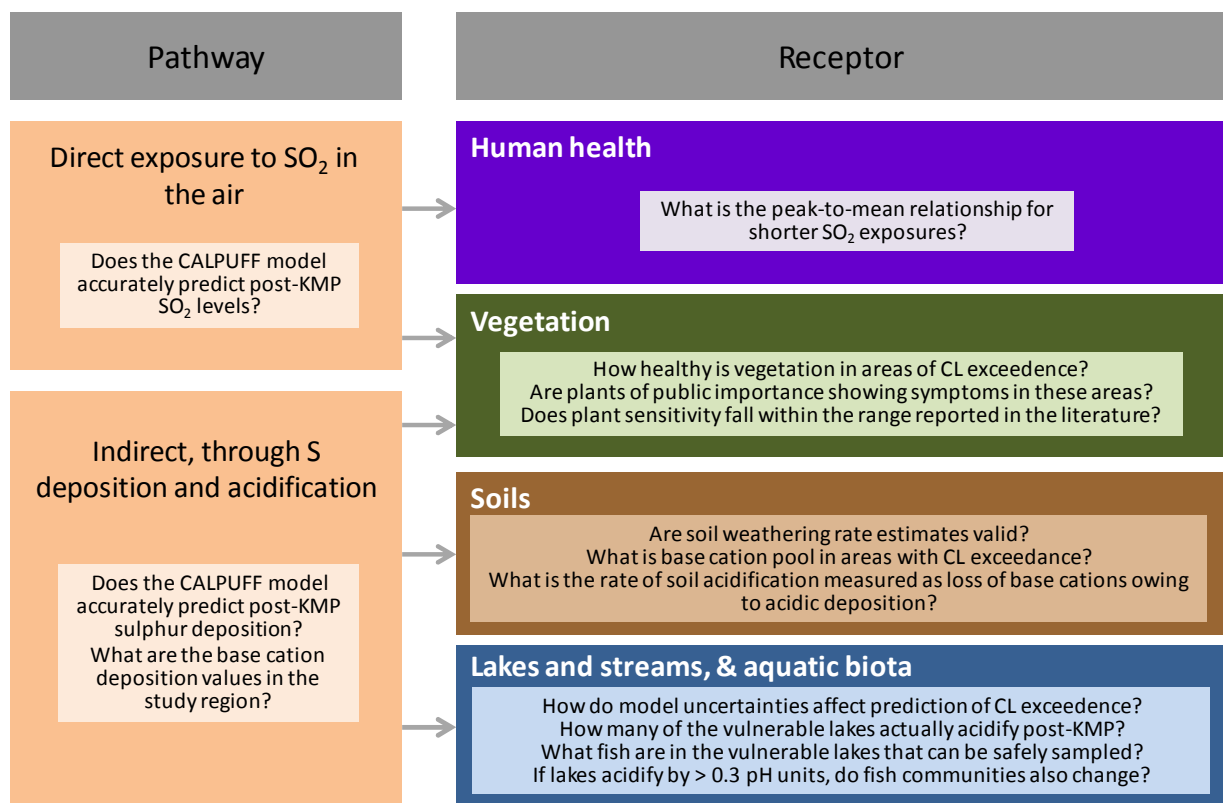 Pathway
Receptor
Direct exposure to SO₂ in
the air
Does the CALPUFF model
accurately predict post-KMP
SO₂ levels?
Indirect, through S
deposition and acidification
Does the CALPUFF model
accurately predict post-KMP
sulphur deposition?
What are the base cation
deposition values in the
study region?
Human health
What is the peak-to-mean relationship for
shorter SO₂ exposures?
Vegetation
How healthy is vegetation in areas of CL exceedence?
Are plants of public importance showing symptoms in these areas?
Does plant sensitivity fall within the range reported in the literature?
Soils
Are soil weathering rate estimates valid?
What is base cation pool in areas with CL exceedance?
What is the rate of soil acidification measured as loss of base cations owing
to acidic deposition?
Lakes and streams, & aquatic biota
How do model uncertainties affect prediction of CL exceedence?
How many of the vulnerable lakes actually acidify post-KMP?
What fish are in the vulnerable lakes that can be safely sampled?
If lakes acidify by > 0.3 pH units, do fish communities also change?